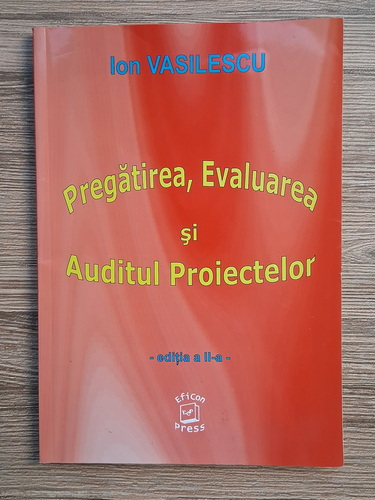 Ion VASILESCU
Pregătirea, Evaluarea
şi
Auditul Proiectelor
- ediţia a II-a -
Eficon
Press